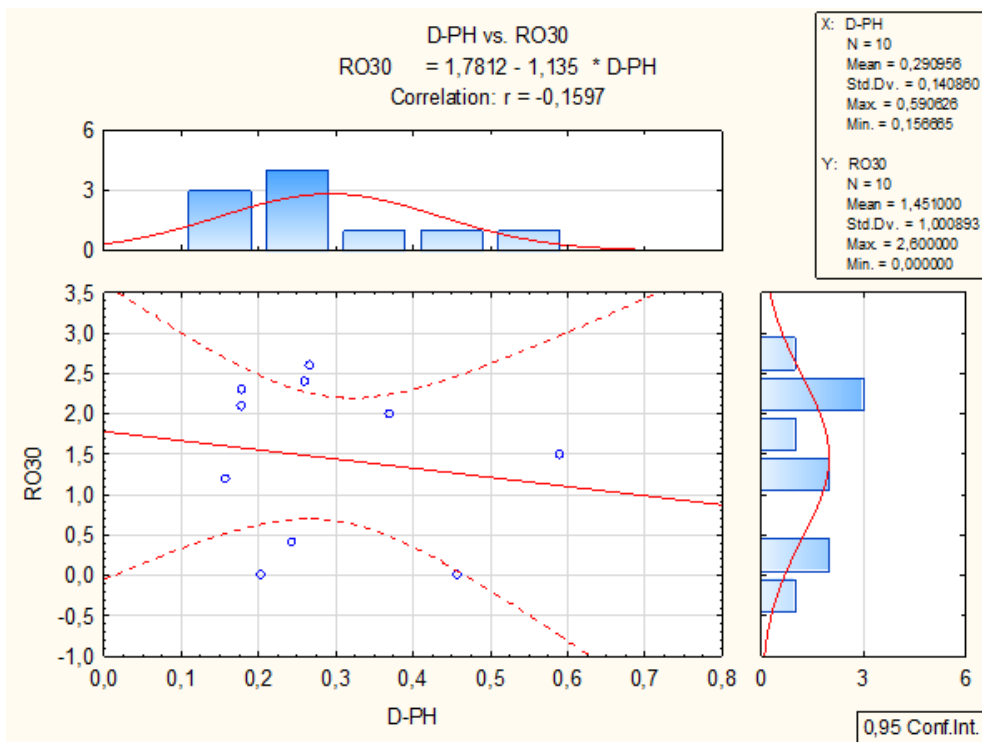 D-PH vs. RO30
RO30 = 1,7812 - 1,135 * D-PH
Correlation: r = -0,1597
X: D-PH
N = 10
Mean = 0,290956
Std.Dv. = 0,140860
Max. = 0,590626
Min. = 0,156665
Y: RO30
N = 10
Mean = 1,451000
Std.Dv. = 1,000893
Max. = 2,600000
Min. = 0,000000
6
3
0
3,5
3,0
2,5
2,0
1,5
1,0
0,5
0,0
-0,5
-1,0
RO30
0,0 0,1 0,2 0,3 0,4 0,5 0,6 0,7 0,8
D-PH
0 3 6
0,95 Conf.Int.